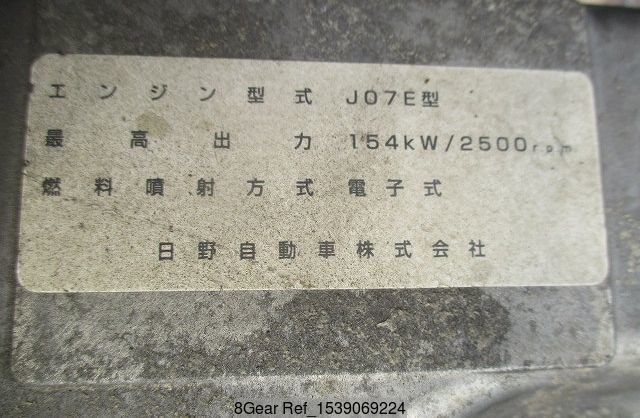 エンジン型式 J07E型
最高出力 154kW/2500rpm
燃料噴射方式 電子式
日野自動車株式会社
8Gear Ref_1539069224